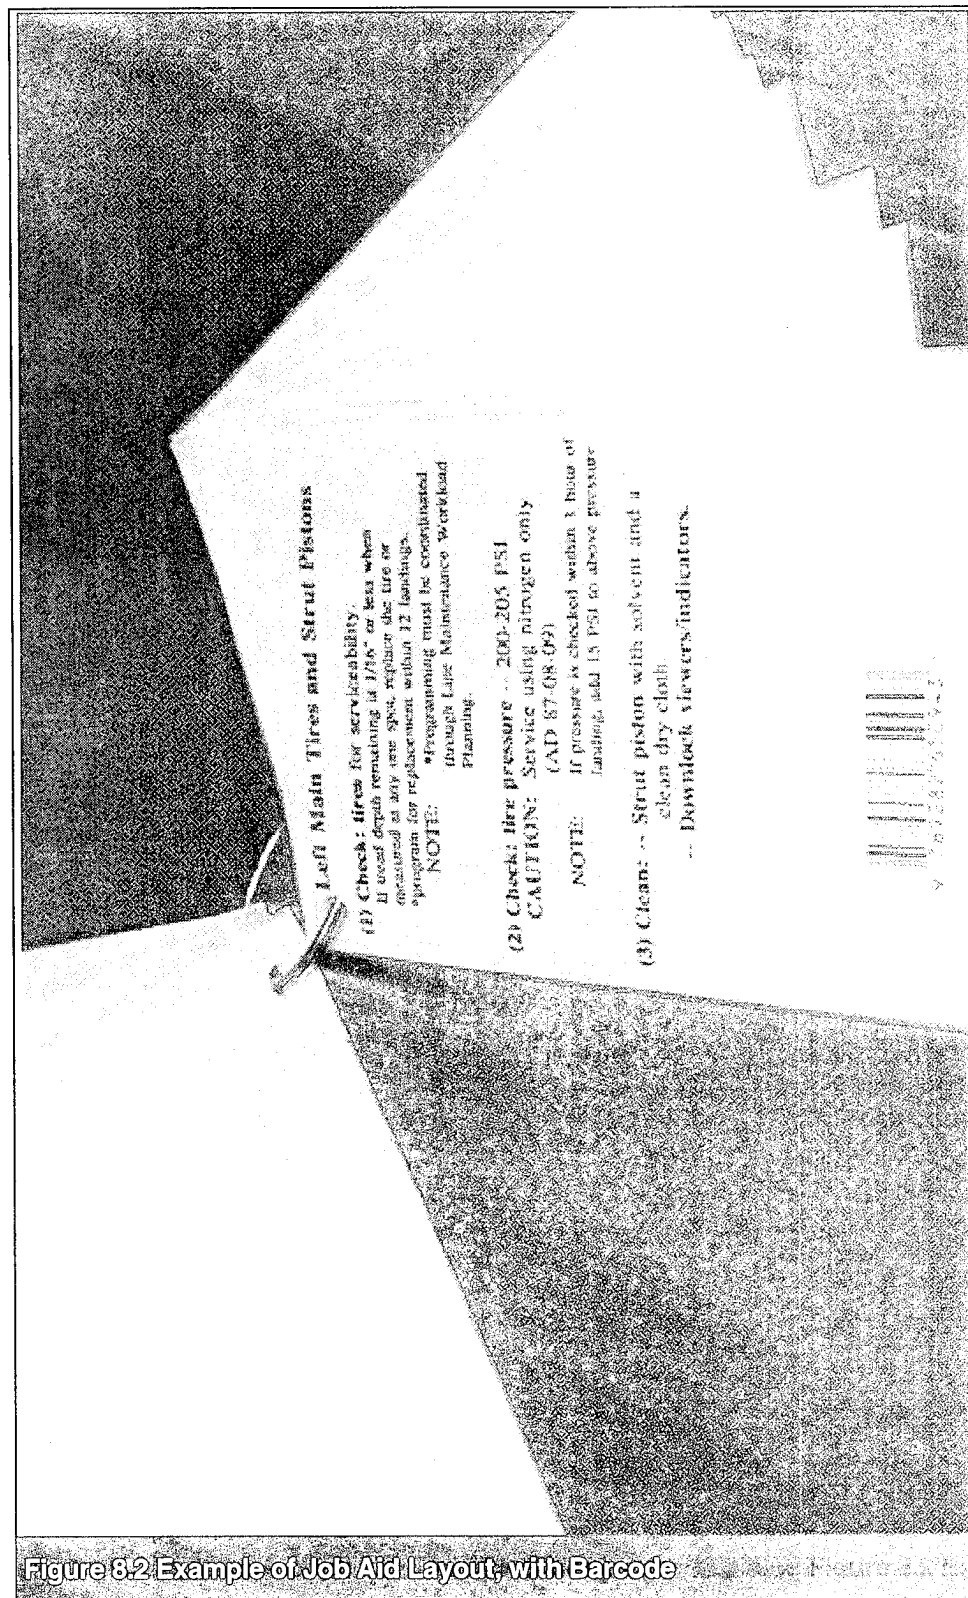 Left Main Tires and Strut Pistons
(1) Check: tires for serviceability.
If tread depth remaining is 1/16" or less when
measured at any one spot, replace the tire or
*program for replacement within 12 landings.
NOTE: *Programming must be coordinated
through Line Maintenance Workload
Planning.
(2) Check: tire pressure -- 200-205 PSI
CAUTION: Service using nitrogen only
(AD 87-08-09)
NOTE: If pressure is checked within 1 hour of
landing, add 15 PSI to above pressure
(3) Clean: -- Strut piston with solvent and a
clean dry cloth
-- Downlock viewers/indicators.
Figure 8.2 Example of Job Aid Layout, with Barcode